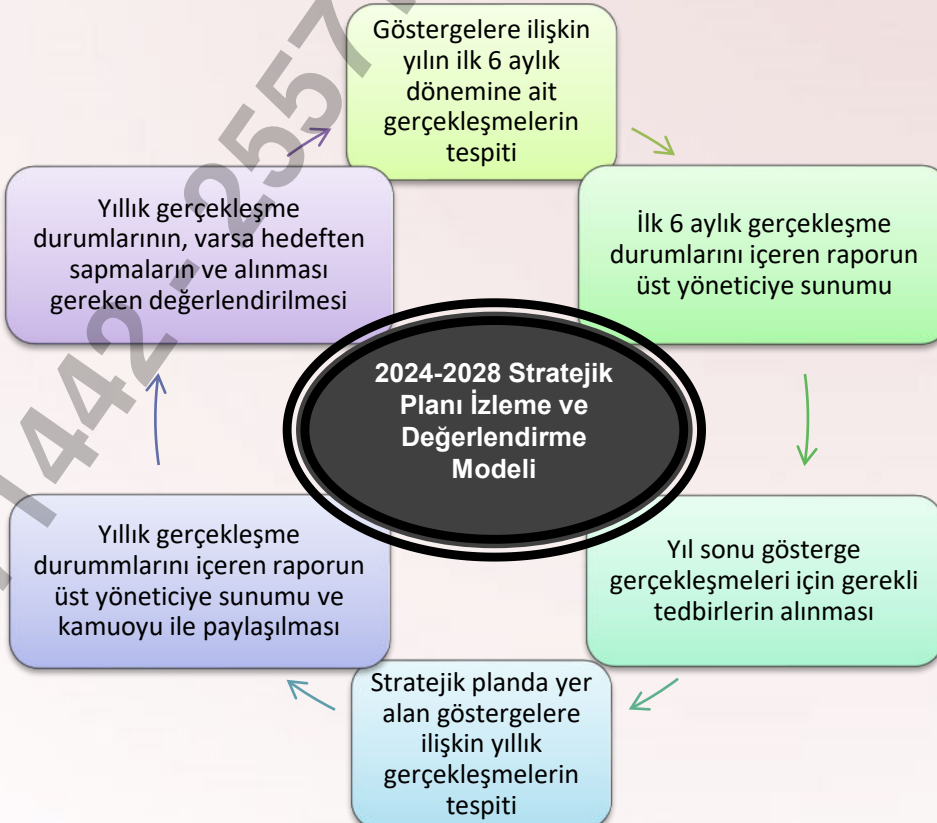 Göstergelere ilişkin
yılın ilk 6 aylık
dönemine ait
gerçekleşmelerin
tespiti
İlk 6 aylık gerçekleşme
durumlarını içeren raporun
üst yöneticiye sunumu
Yıl sonu gösterge
gerçekleşmeleri için gerekli
tedbirlerin alınması
Stratejik planda yer
alan göstergelere
ilişkin yıllık
gerçekleşmelerin
tespiti
Yıllık gerçekleşme
durummlarını içeren raporun
üst yöneticiye sunumu ve
kamuoyu ile paylaşılması
Yıllık gerçekleşme
durumlarının, varsa hedeften
sapmaların ve alınması
gereken değerlendirilmesi
2024-2028 Stratejik
Planı İzleme ve
Değerlendirme
Modeli
1442 - 2557